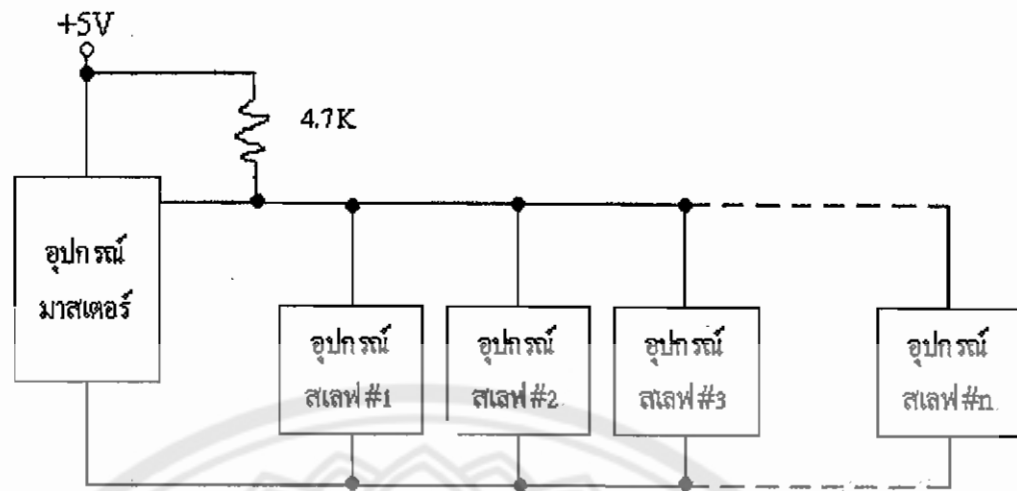 +5V
4.7K
อุปกรณ์
มาสเตอร์
อุปกรณ์
สเลฟ#1
อุปกรณ์
สเลฟ#2
อุปกรณ์
สเลฟ#3
อุปกรณ์
สเลฟ#n